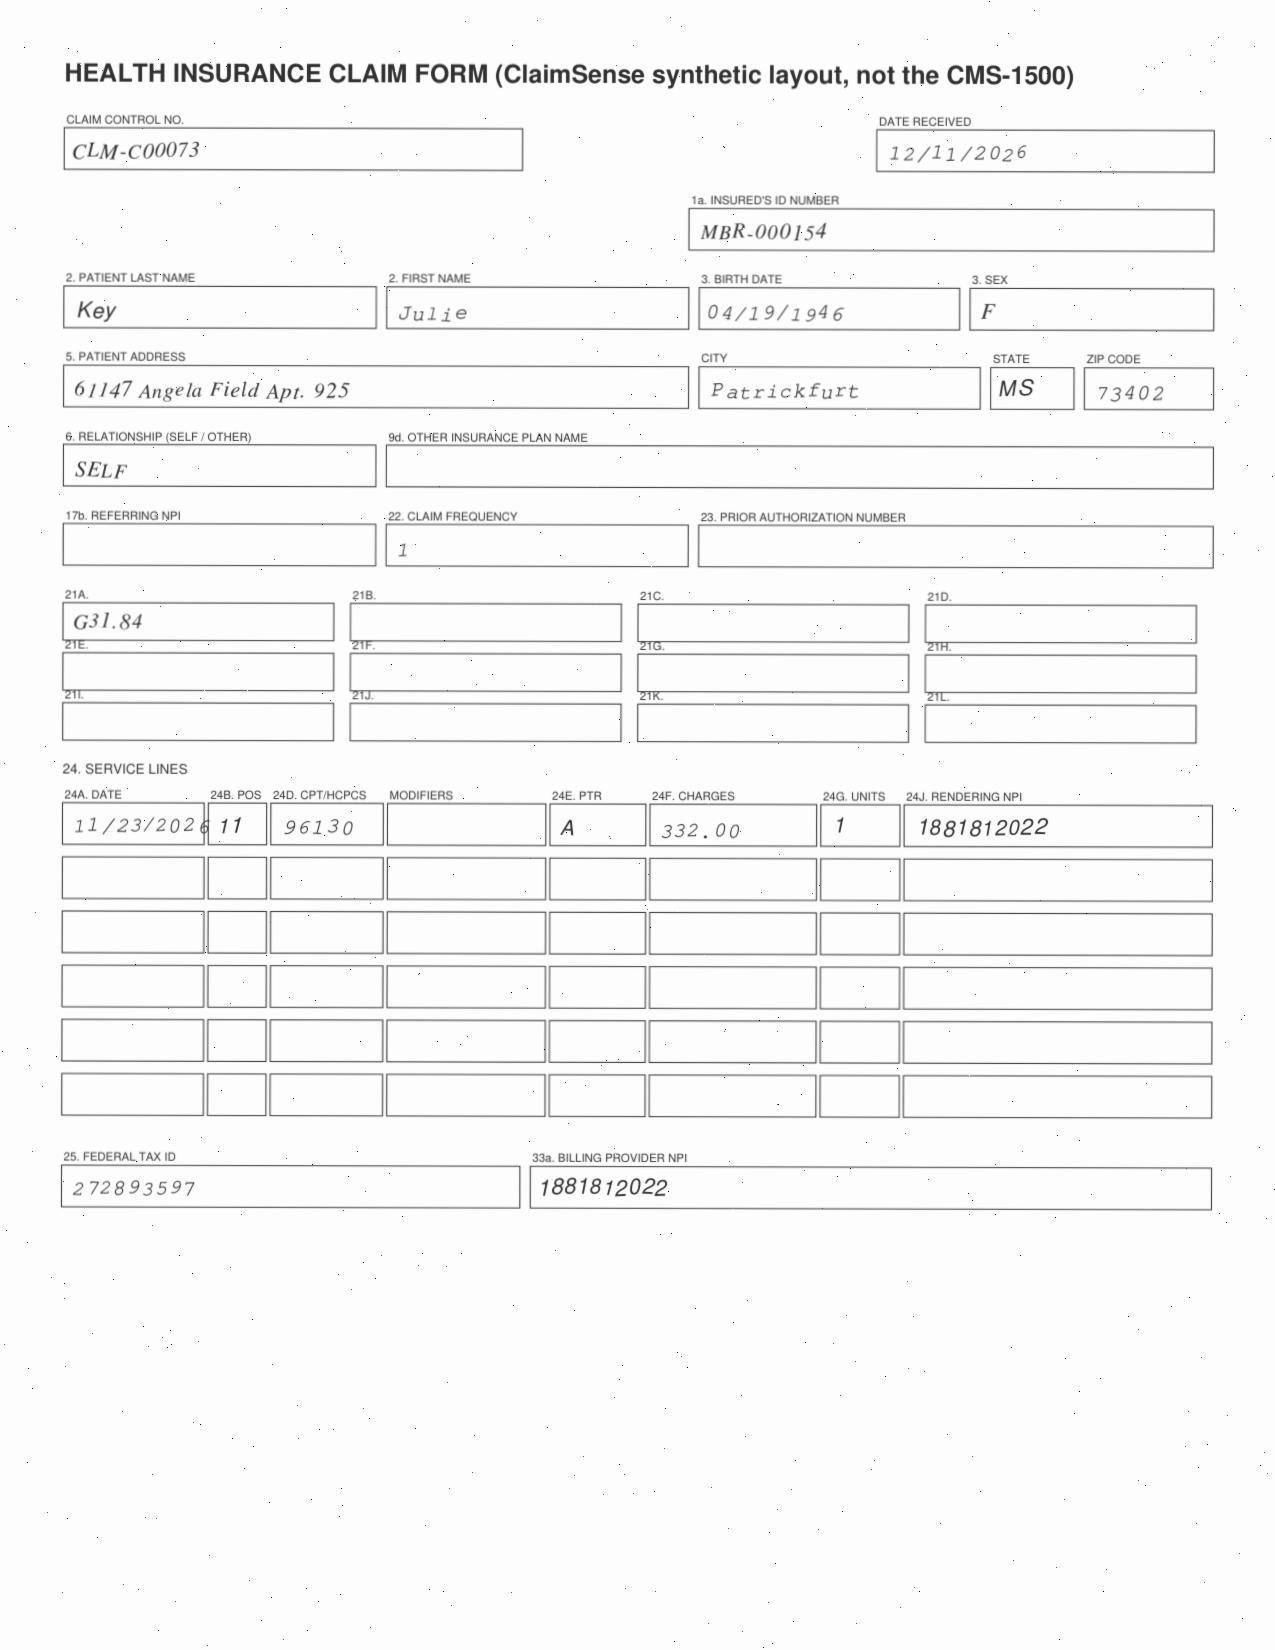 HEALTH INSURANCE CLAIM FORM (ClaimSense synthetic layout, not the CMS-1500)
CLAIM CONTROL NO. DATE RECEIVED
CLM-C00073 12/11/2026
1a. INSURED'S ID NUMBER
MBR-000154
2. PATIENT LAST NAME 2. FIRST NAME 3. BIRTH DATE 3. SEX
Key Julie 04/19/1946 F
5. PATIENT ADDRESS CITY STATE ZIP CODE
61147 Angela Field Apt. 925 Patrickfurt MS 73402
6. RELATIONSHIP (SELF / OTHER) 9d. OTHER INSURANCE PLAN NAME
SELF
17b. REFERRING NPI 22. CLAIM FREQUENCY 23. PRIOR AUTHORIZATION NUMBER
1
21A. 21B. 21C. 21D.
G31.84
21E. 21F. 21G. 21H.
21I. 21J. 21K. 21L.
24. SERVICE LINES
24A. DATE 24B. POS 24D. CPT/HCPCS MODIFIERS 24E. PTR 24F. CHARGES 24G. UNITS 24J. RENDERING NPI
11/23/2026 11 96130 A 332.00 1 1881812022
25. FEDERAL TAX ID 33a. BILLING PROVIDER NPI
272893597 1881812022